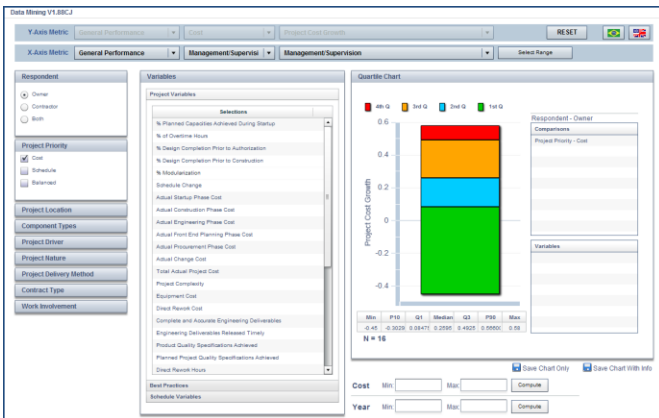 Data Mining V1.88CJ
Y-Axis Metric General Performance Cost Project Cost Growth RESET
X-Axis Metric General Performance Management/Supervisi Management/Supervision Select Range
Respondent
Owner
Contractor
Both
Project Priority
Cost
Schedule
Balanced
Project Location
Component Types
Project Driver
Project Nature
Project Delivery Method
Contract Type
Work Involvement
Variables
Project Variables
Selections
% Planned Capacities Achieved During Startup
% of Overtime Hours
% Design Completion Prior to Authorization
% Design Completion Prior to Construction
% Modularization
Schedule Change
Actual Startup Phase Cost
Actual Construction Phase Cost
Actual Engineering Phase Cost
Actual Front End Planning Phase Cost
Actual Procurement Phase Cost
Actual Change Cost
Total Actual Project Cost
Project Complexity
Equipment Cost
Direct Rework Cost
Complete and Accurate Engineering Deliverables
Engineering Deliverables Released Timely
Product Quality Specifications Achieved
Planned Project Quality Specifications Achieved
Direct Rework Hours
Best Practices
Schedule Variables
Quartile Chart
4th Q 3rd Q 2nd Q 1st Q
Project Cost Growth
0.6
0.4
0.2
0
-0.2
-0.4
Respondent - Owner
Comparisons
Project Priority - Cost
Variables
Min P10 Q1 Median Q3 P90 Max
-0.45 -0.3029 0.2595 0.4925 0.58
N = 16
Save Chart Only Save Chart With Info
Cost Min: Max: Compute
Year Min: Max: Compute